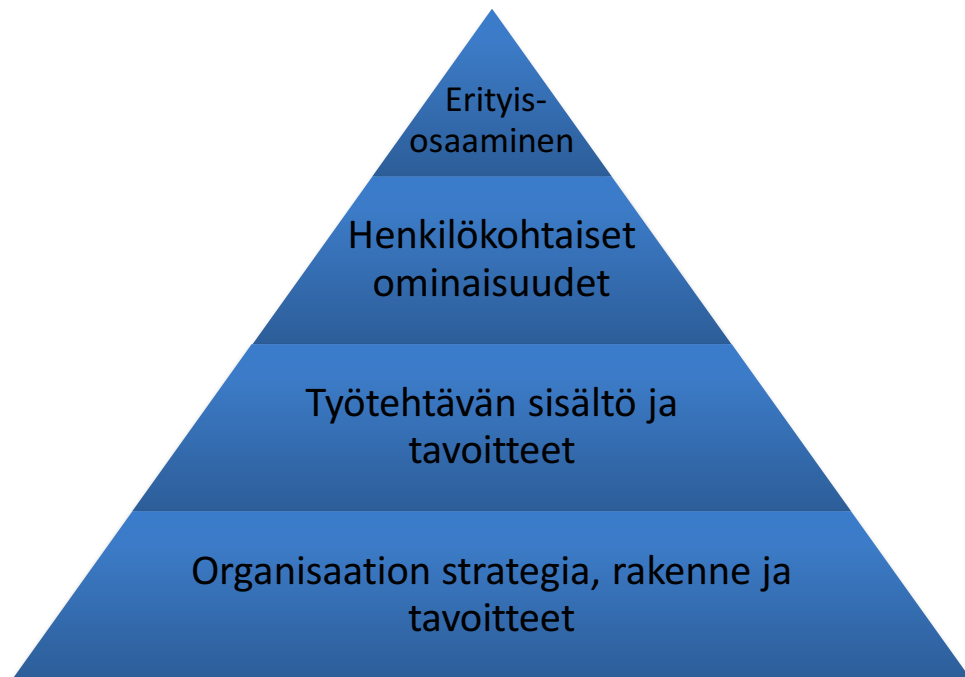 Erityis-
osaaminen
Henkilökohtaiset
ominaisuudet
Työtehtävän sisältö ja
tavoitteet
Organisaation strategia, rakenne ja
tavoitteet